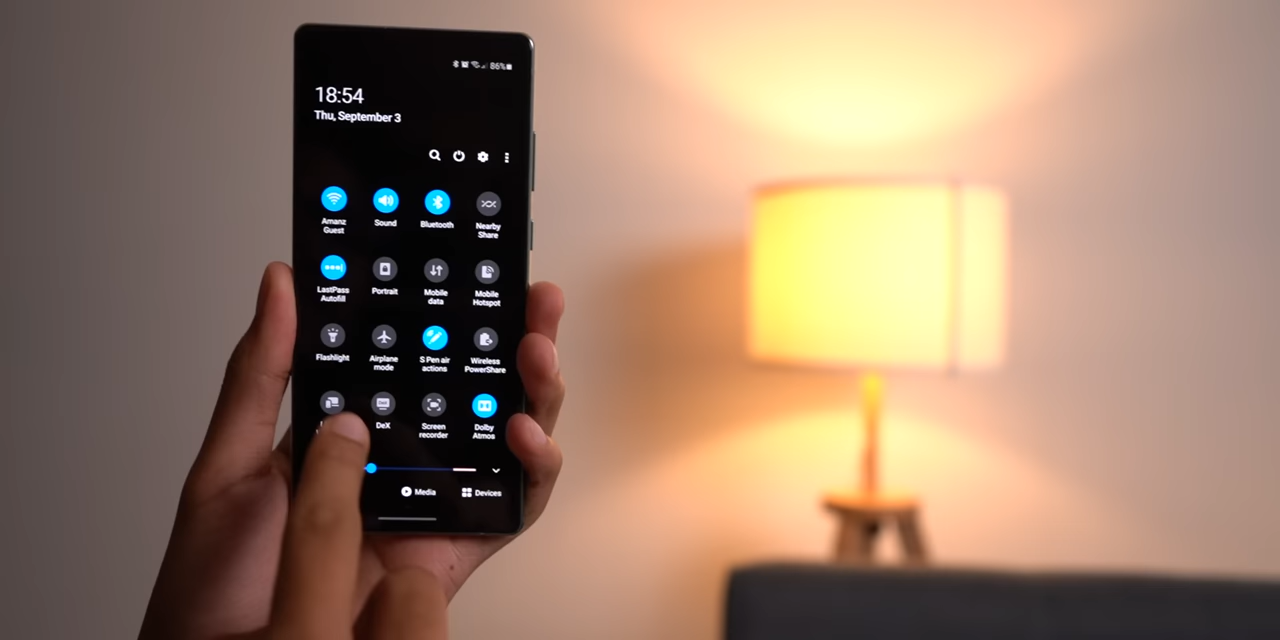 86%
18:54
Thu, September 3
Amanz
Guest
Sound
Bluetooth
Nearby
Share
LastPass
Autofill
Portrait
Mobile
data
Mobile
Hotspot
Flashlight
Airplane
mode
S Pen air
actions
Wireless
PowerShare
DeX
Screen
recorder
Dolby
Atmos
Media
Devices